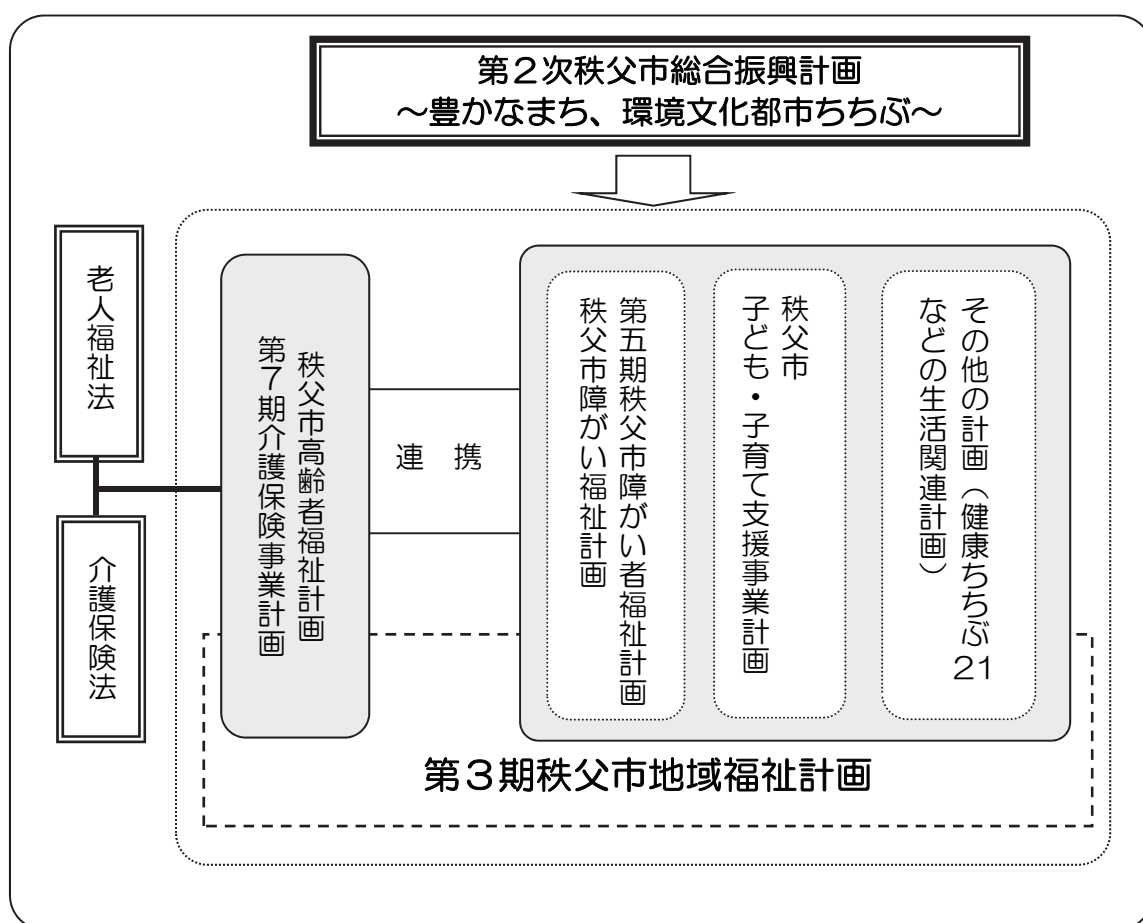 第２次秩父市総合振興計画
～豊かなまち、環境文化都市ちちぶ～
老人福祉法
介護保険法
秩父市高齢者福祉計画
第７期介護保険事業計画
連　携
第五期秩父市障がい者福祉計画
秩父市障がい福祉計画
秩父市
子ども・子育て支援事業計画
その他の計画（健康ちちぶ21
などの生活関連計画）
第３期秩父市地域福祉計画